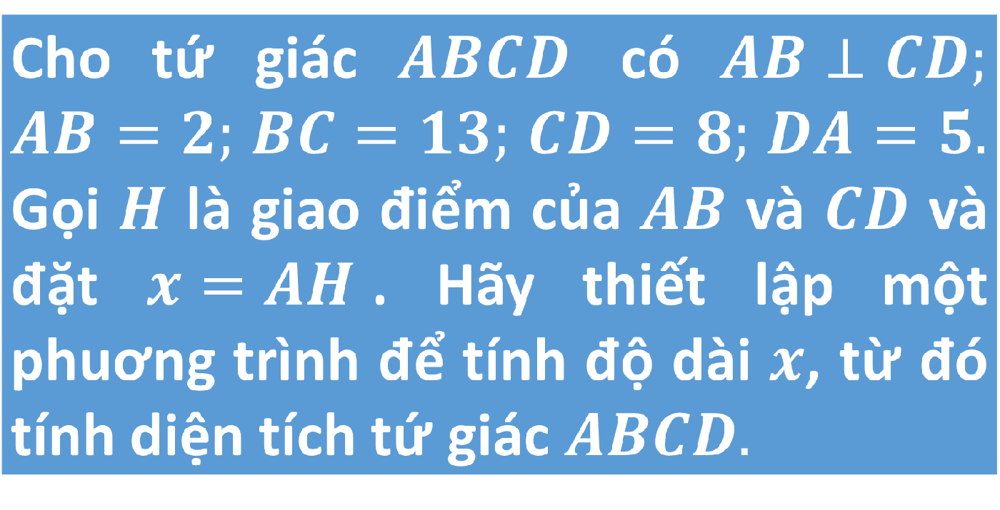 Cho tứ giác ABCD có AB ⊥ CD;
AB = 2; BC = 13; CD = 8; DA = 5.
Gọi H là giao điểm của AB và CD và
đặt x = AH . Hãy thiết lập một
phuơng trình để tính độ dài x, từ đó
tính diện tích tứ giác ABCD.